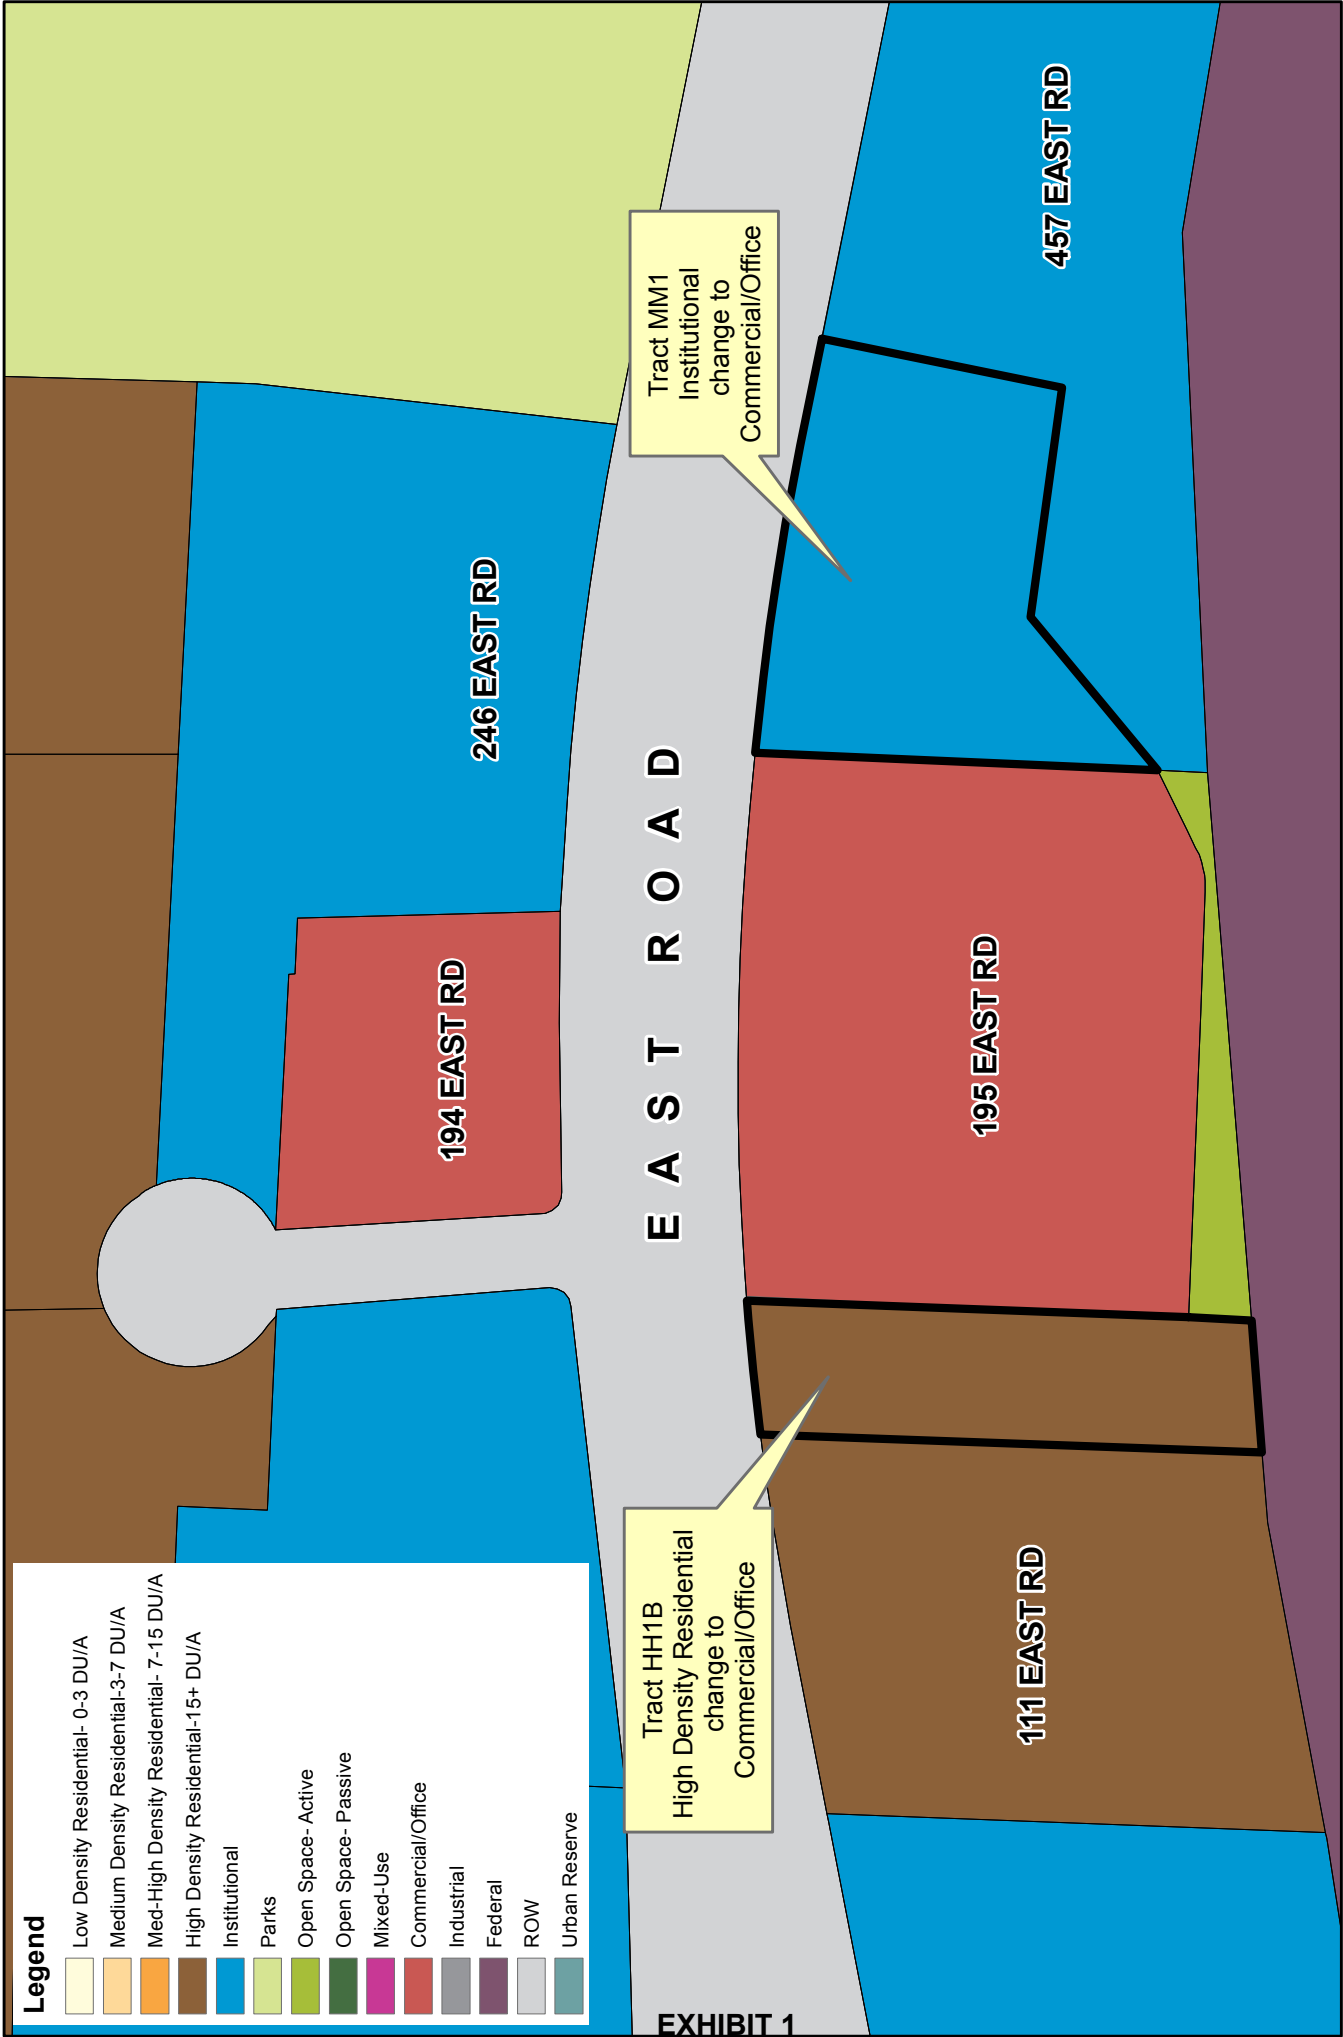 Legend
Low Density Residential- 0-3 DU/A
Medium Density Residential-3-7 DU/A
Med-High Density Residential- 7-15 DU/A
High Density Residential-15+ DU/A
Institutional
Parks
Open Space- Active
Open Space- Passive
Mixed-Use
Commercial/Office
Industrial
Federal
ROW
Urban Reserve
194 EAST RD
246 EAST RD
EAST ROAD
Tract HH1B
High Density Residential
change to
Commercial/Office
Tract MM1
Institutional
change to
Commercial/Office
111 EAST RD
195 EAST RD
457 EAST RD
EXHIBIT 1